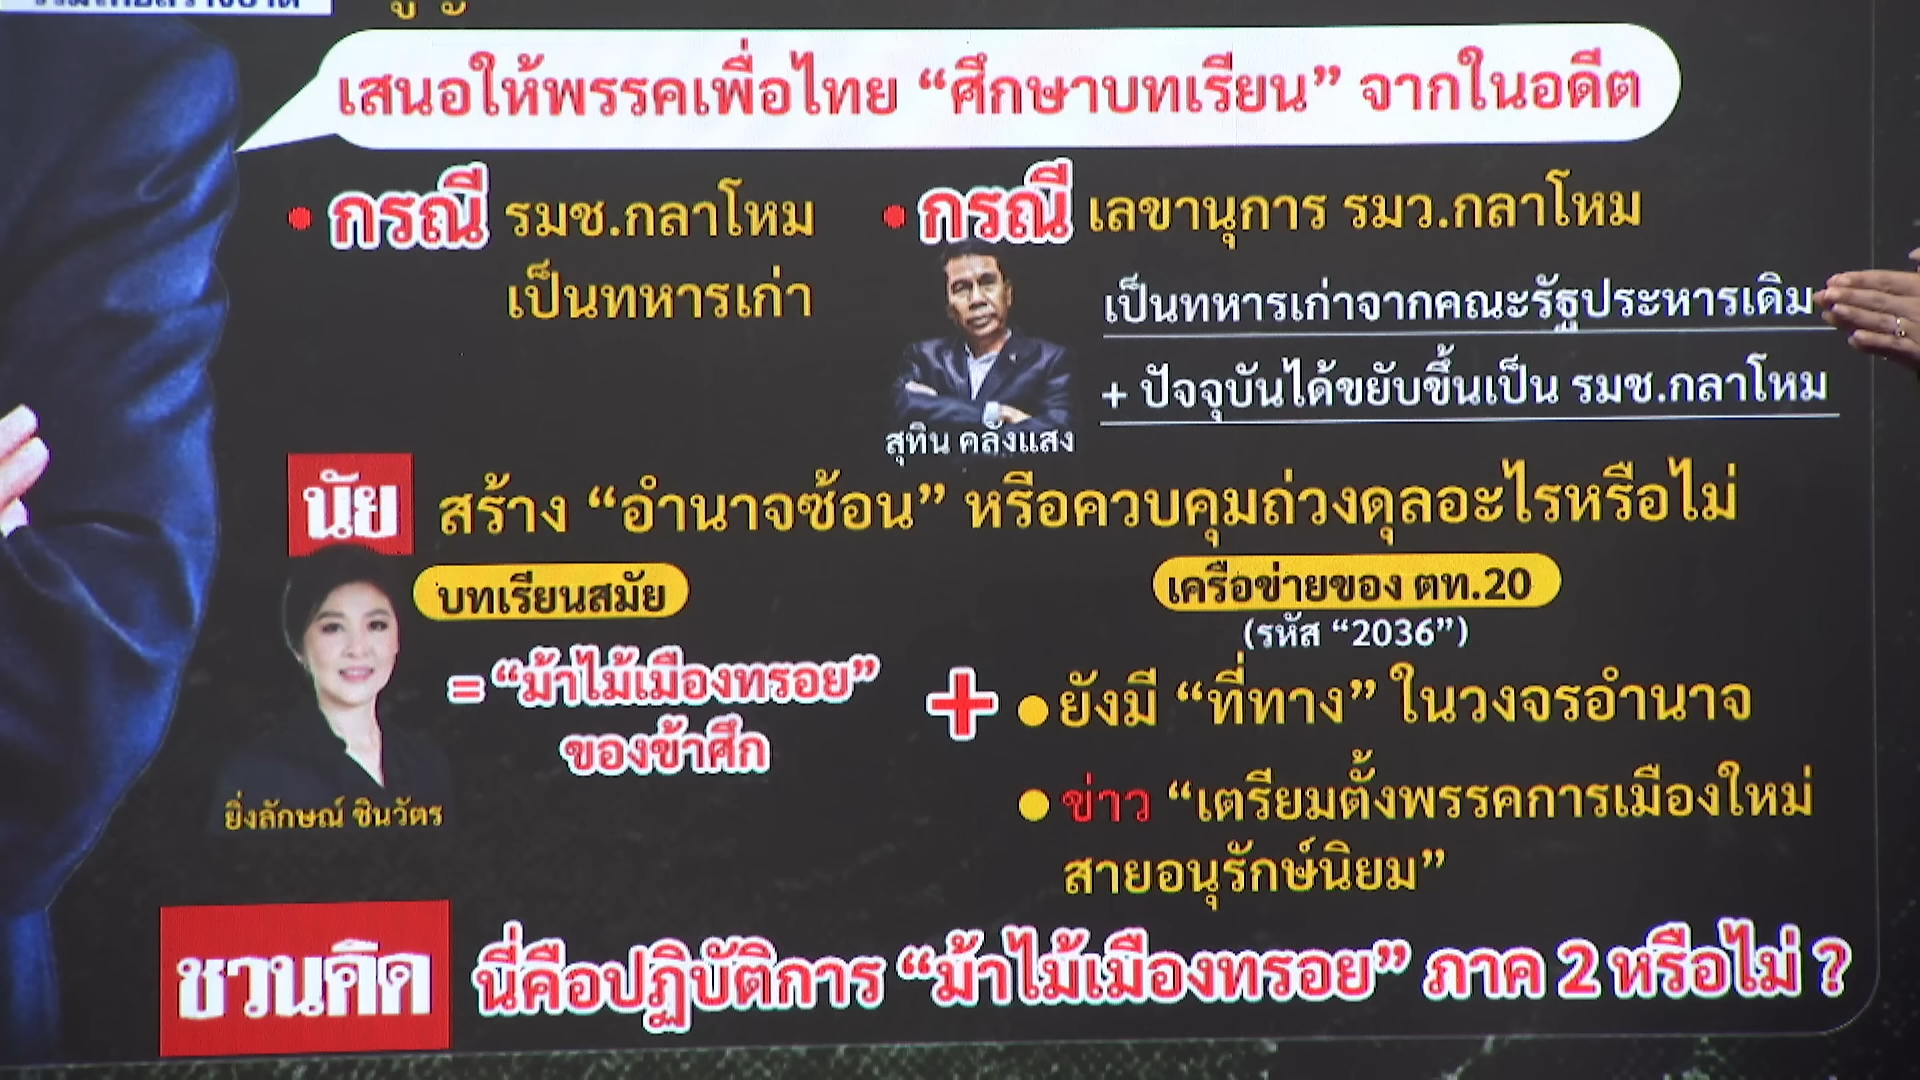 รวมไทยสร้างชาติ
เสนอให้พรรคเพื่อไทย “ศึกษาบทเรียน” จากในอดีต
• กรณี รมช.กลาโหม
เป็นทหารเก่า
• กรณี เลขานุการ รมว.กลาโหม
เป็นทหารเก่าจากคณะรัฐประหารเดิม
+ ปัจจุบันได้ขยับขึ้นเป็น รมช.กลาโหม
สุทิน คลังแสง
นัย สร้าง “อำนาจซ้อน” หรือควบคุมถ่วงดุลอะไรหรือไม่
บทเรียนสมัย
= “ม้าไม้เมืองทรอย”
ของข้าศึก
ยิ่งลักษณ์ ชินวัตร
เครือข่ายของ ตท.20
(รหัส “2036”)
+ ● ยังมี “ที่ทาง” ในวงจรอำนาจ
● ข่าว “เตรียมตั้งพรรคการเมืองใหม่
สายอนุรักษ์นิยม”
ชวนคิด นี่คือปฏิบัติการ “ม้าไม้เมืองทรอย” ภาค 2 หรือไม่ ?